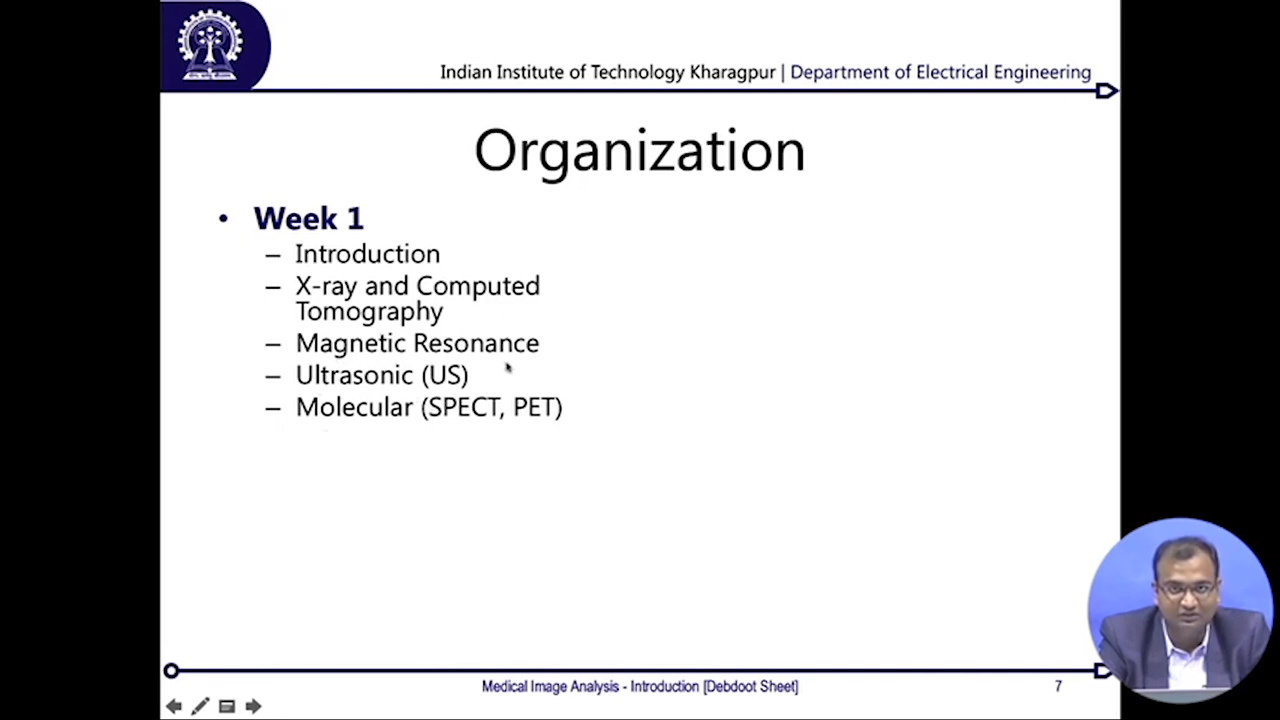 Indian Institute of Technology Kharagpur | Department of Electrical Engineering
Organization
• Week 1
– Introduction
– X-ray and Computed
Tomography
– Magnetic Resonance
– Ultrasonic (US)
– Molecular (SPECT, PET)
Medical Image Analysis - Introduction [Debdoot Sheet]
7